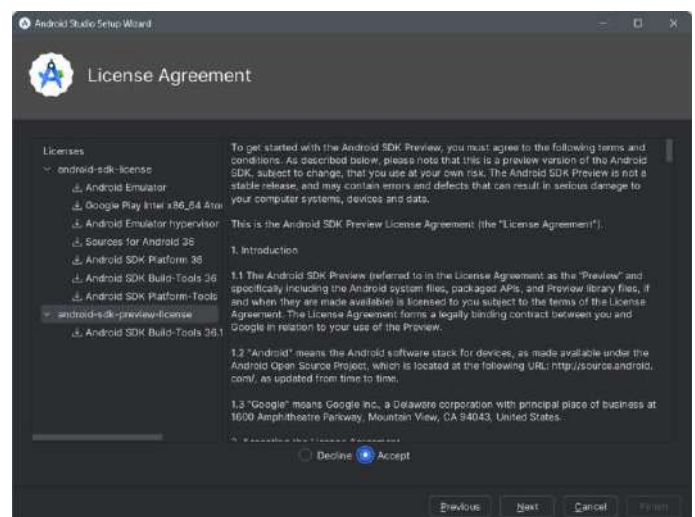 Android Studio Setup Wizard
License Agreement
Licenses
android-sdk-license
Android Emulator
Google Play Intel x86_64 Atom
Android Emulator hypervisor
Sources for Android 36
Android SDK Platform 36
Android SDK Build-Tools 36
Android SDK Platform-Tools
android-sdk-preview-license
Android SDK Build-Tools 36.1
To get started with the Android SDK Preview, you must agree to the following terms and
conditions. As described below, please note that this is a preview version of the Android
SDK, subject to change, that you use at your own risk. The Android SDK Preview is not a
stable release, and may contain errors and defects that can result in serious damage to
your computer systems, devices and data.
This is the Android SDK Preview License Agreement (the "License Agreement").
1. Introduction
1.1 The Android SDK Preview (referred to in the License Agreement as the "Preview" and
specifically including the Android system files, packaged APIs, and Preview library files, if
and when they are made available) is licensed to you subject to the terms of the License
Agreement. The License Agreement forms a legally binding contract between you and
Google in relation to your use of the Preview.
1.2 "Android" means the Android software stack for devices, as made available under the
Android Open Source Project, which is located at the following URL: http://source.android.
com/, as updated from time to time.
1.3 "Google" means Google Inc., a Delaware corporation with principal place of business at
1600 Amphitheatre Parkway, Mountain View, CA 94043, United States.
2. Accepting the License Agreement
Decline Accept
Previous Next Cancel Finish